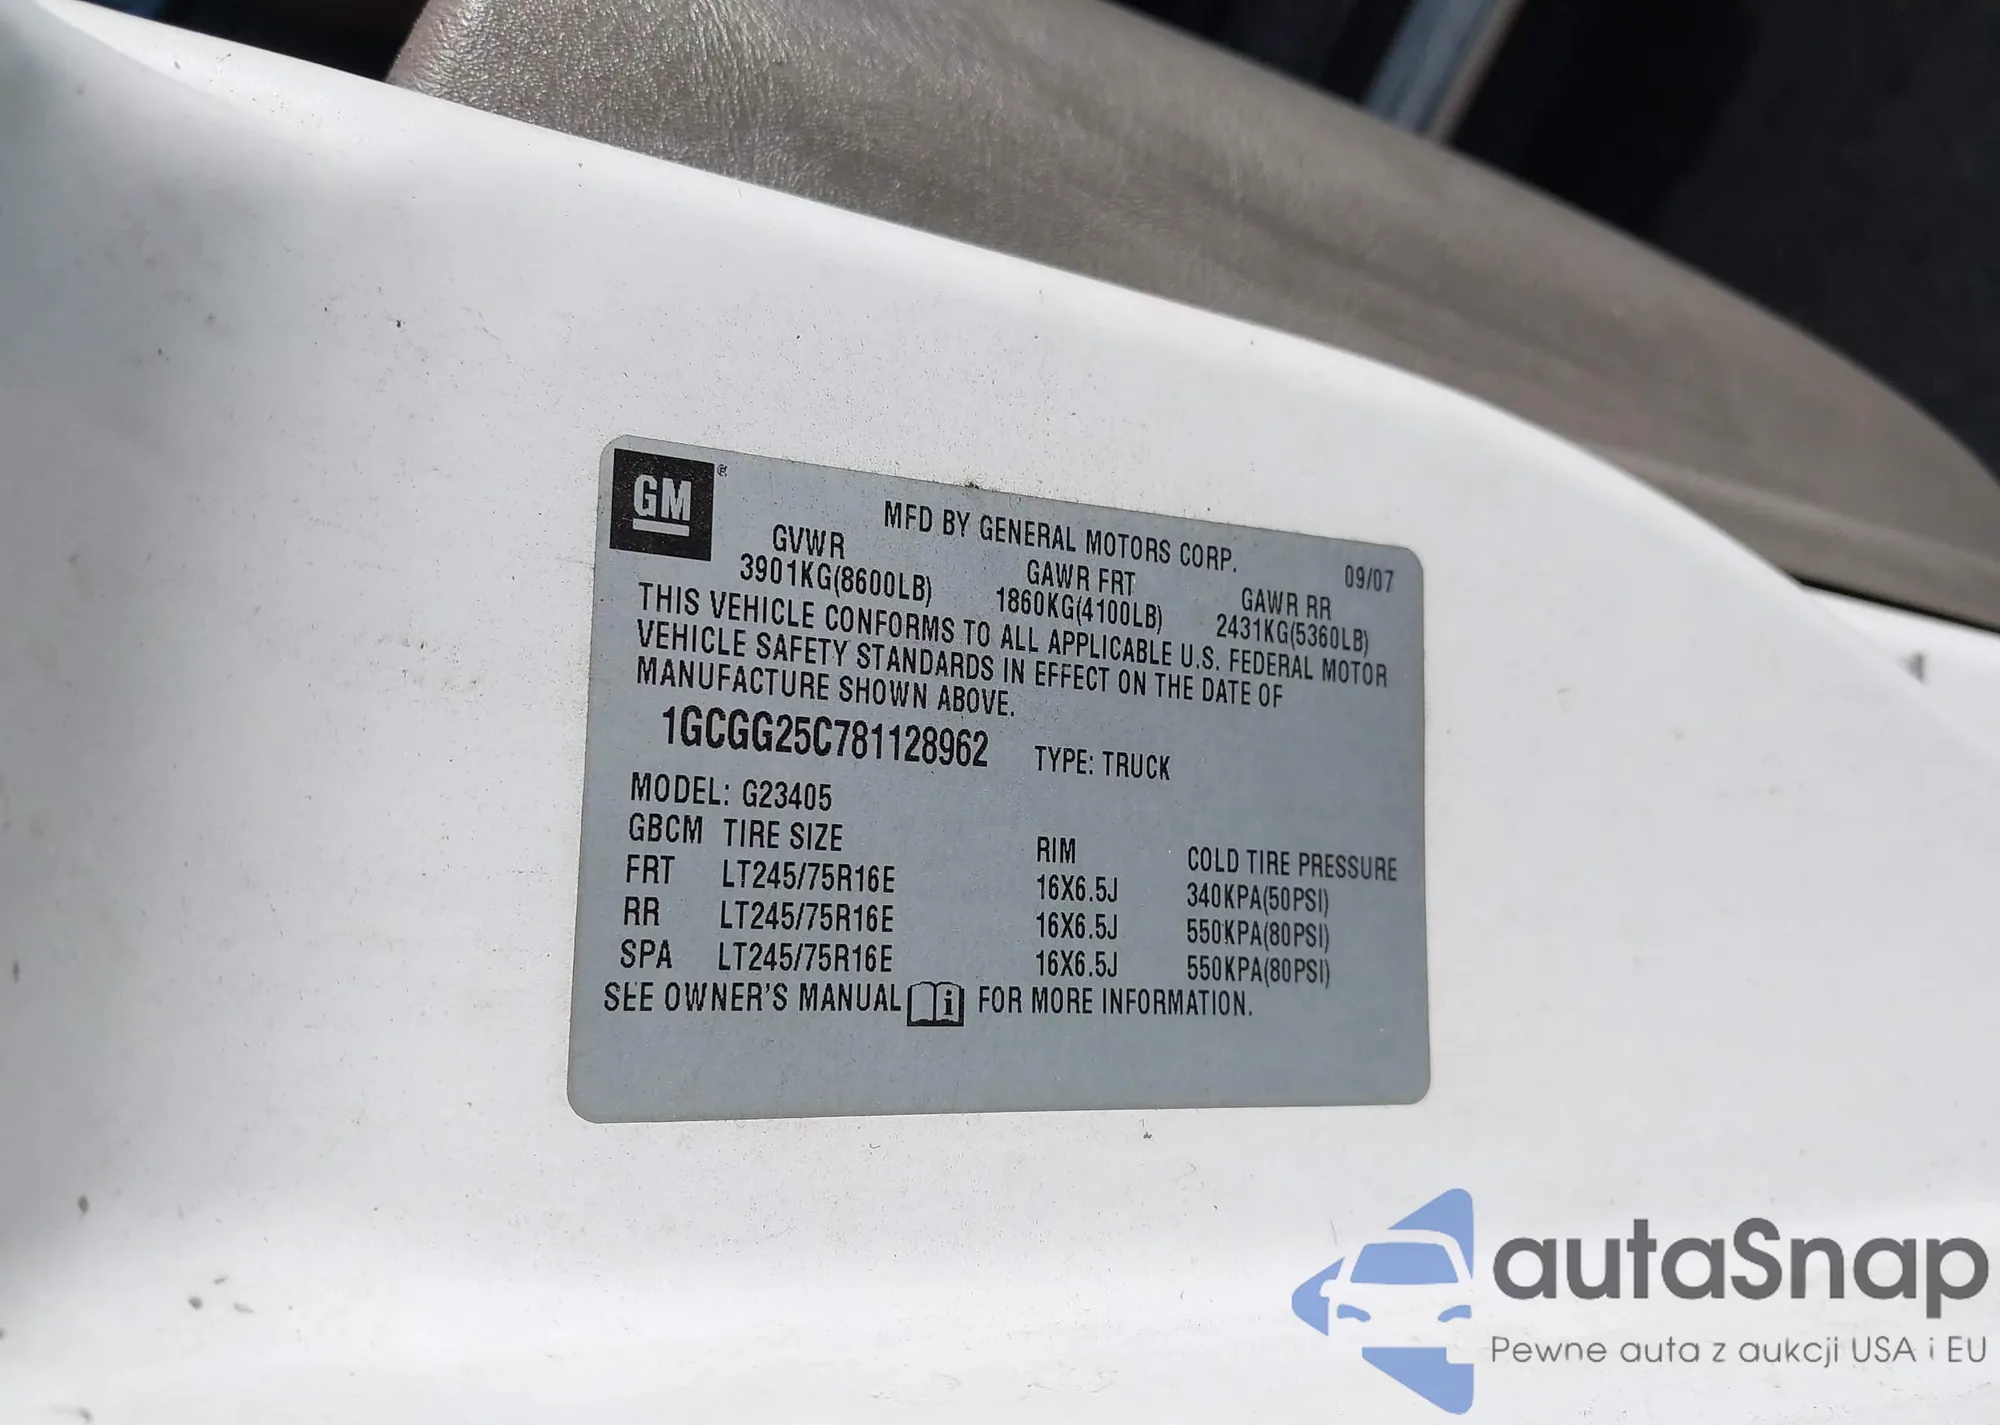 GM ®
MFD BY GENERAL MOTORS CORP. 09/07
GVWR GAWR FRT GAWR RR
3901KG(8600LB) 1860KG(4100LB) 2431KG(5360LB)
THIS VEHICLE CONFORMS TO ALL APPLICABLE U.S. FEDERAL MOTOR
VEHICLE SAFETY STANDARDS IN EFFECT ON THE DATE OF
MANUFACTURE SHOWN ABOVE.
1GCGG25C781128962 TYPE: TRUCK
MODEL: G23405
GBCM TIRE SIZE RIM COLD TIRE PRESSURE
FRT LT245/75R16E 16X6.5J 340KPA(50PSI)
RR LT245/75R16E 16X6.5J 550KPA(80PSI)
SPA LT245/75R16E 16X6.5J 550KPA(80PSI)
SEE OWNER'S MANUAL i FOR MORE INFORMATION.
autaSnap
Pewne auta z aukcji USA i EU